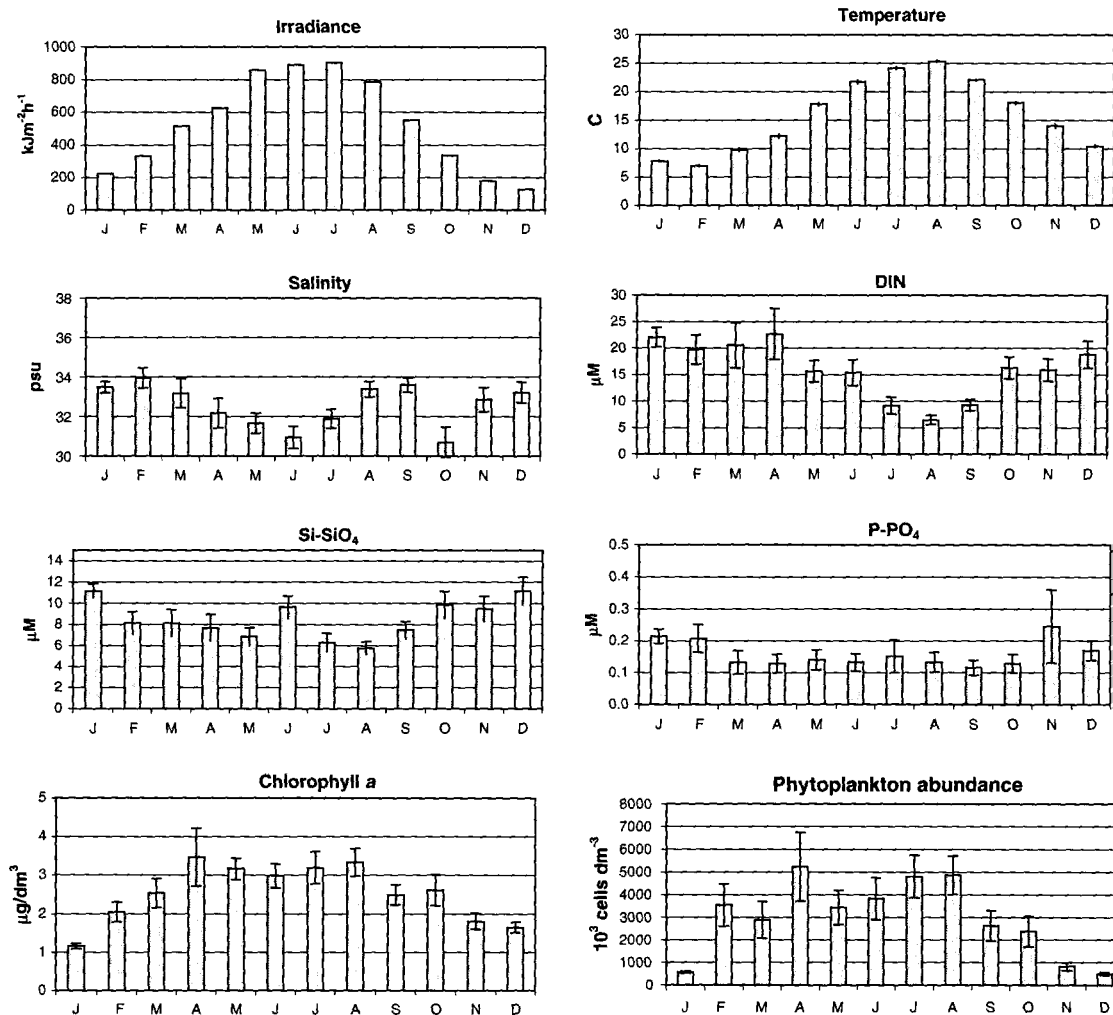 Irradiance
kJm⁻²h⁻¹
1000
800
600
400
200
0
J F M A M J J A S O N D
Temperature
C
30
25
20
15
10
5
0
J F M A M J J A S O N D
Salinity
psu
38
36
34
32
30
J F M A M J J A S O N D
DIN
µM
30
25
20
15
10
5
0
J F M A M J J A S O N D
Si-SiO₄
µM
14
12
10
8
6
4
2
0
J F M A M J J A S O N D
P-PO₄
µM
0.5
0.4
0.3
0.2
0.1
0.0
J F M A M J J A S O N D
Chlorophyll a
µg/dm³
5
4
3
2
1
0
J F M A M J J A S O N D
Phytoplankton abundance
10³ cells dm⁻³
8000
7000
6000
5000
4000
3000
2000
1000
0
J F M A M J J A S O N D